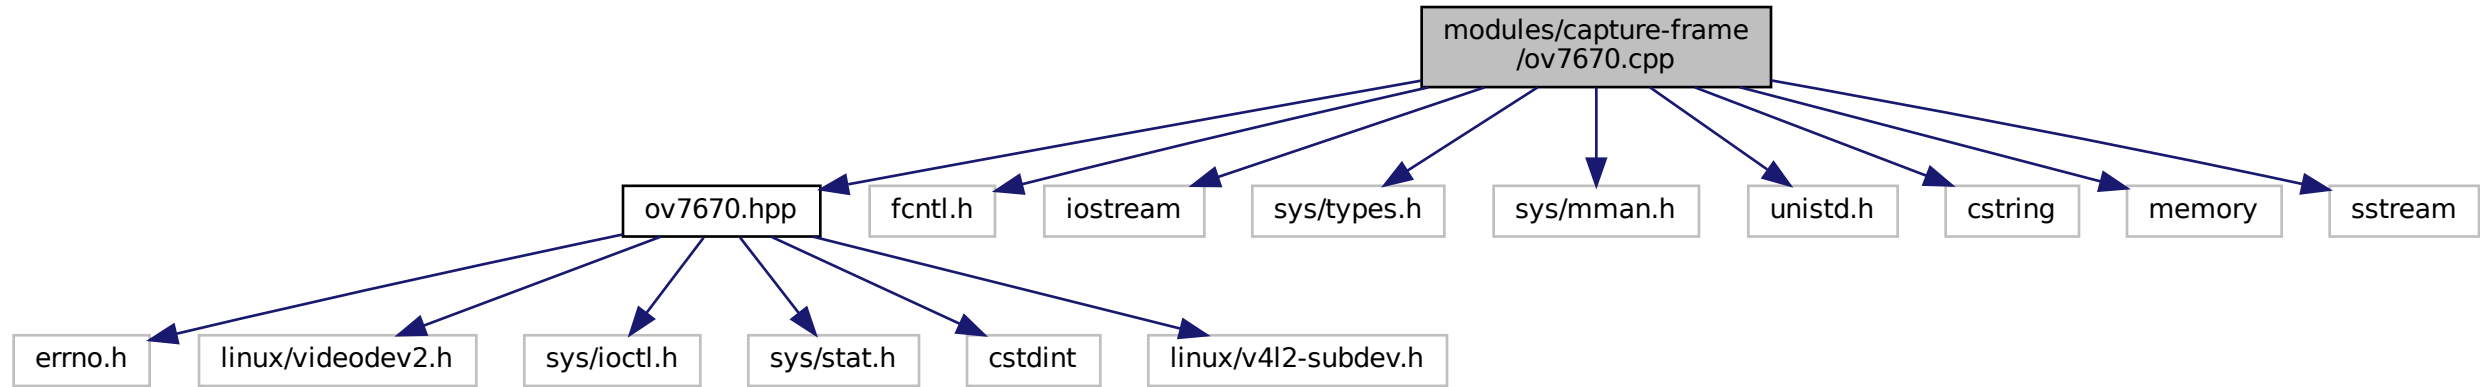 modules/capture-frame
/ov7670.cpp
ov7670.hpp
fcntl.h
iostream
sys/types.h
sys/mman.h
unistd.h
cstring
memory
sstream
errno.h
linux/videodev2.h
sys/ioctl.h
sys/stat.h
cstdint
linux/v4l2-subdev.h